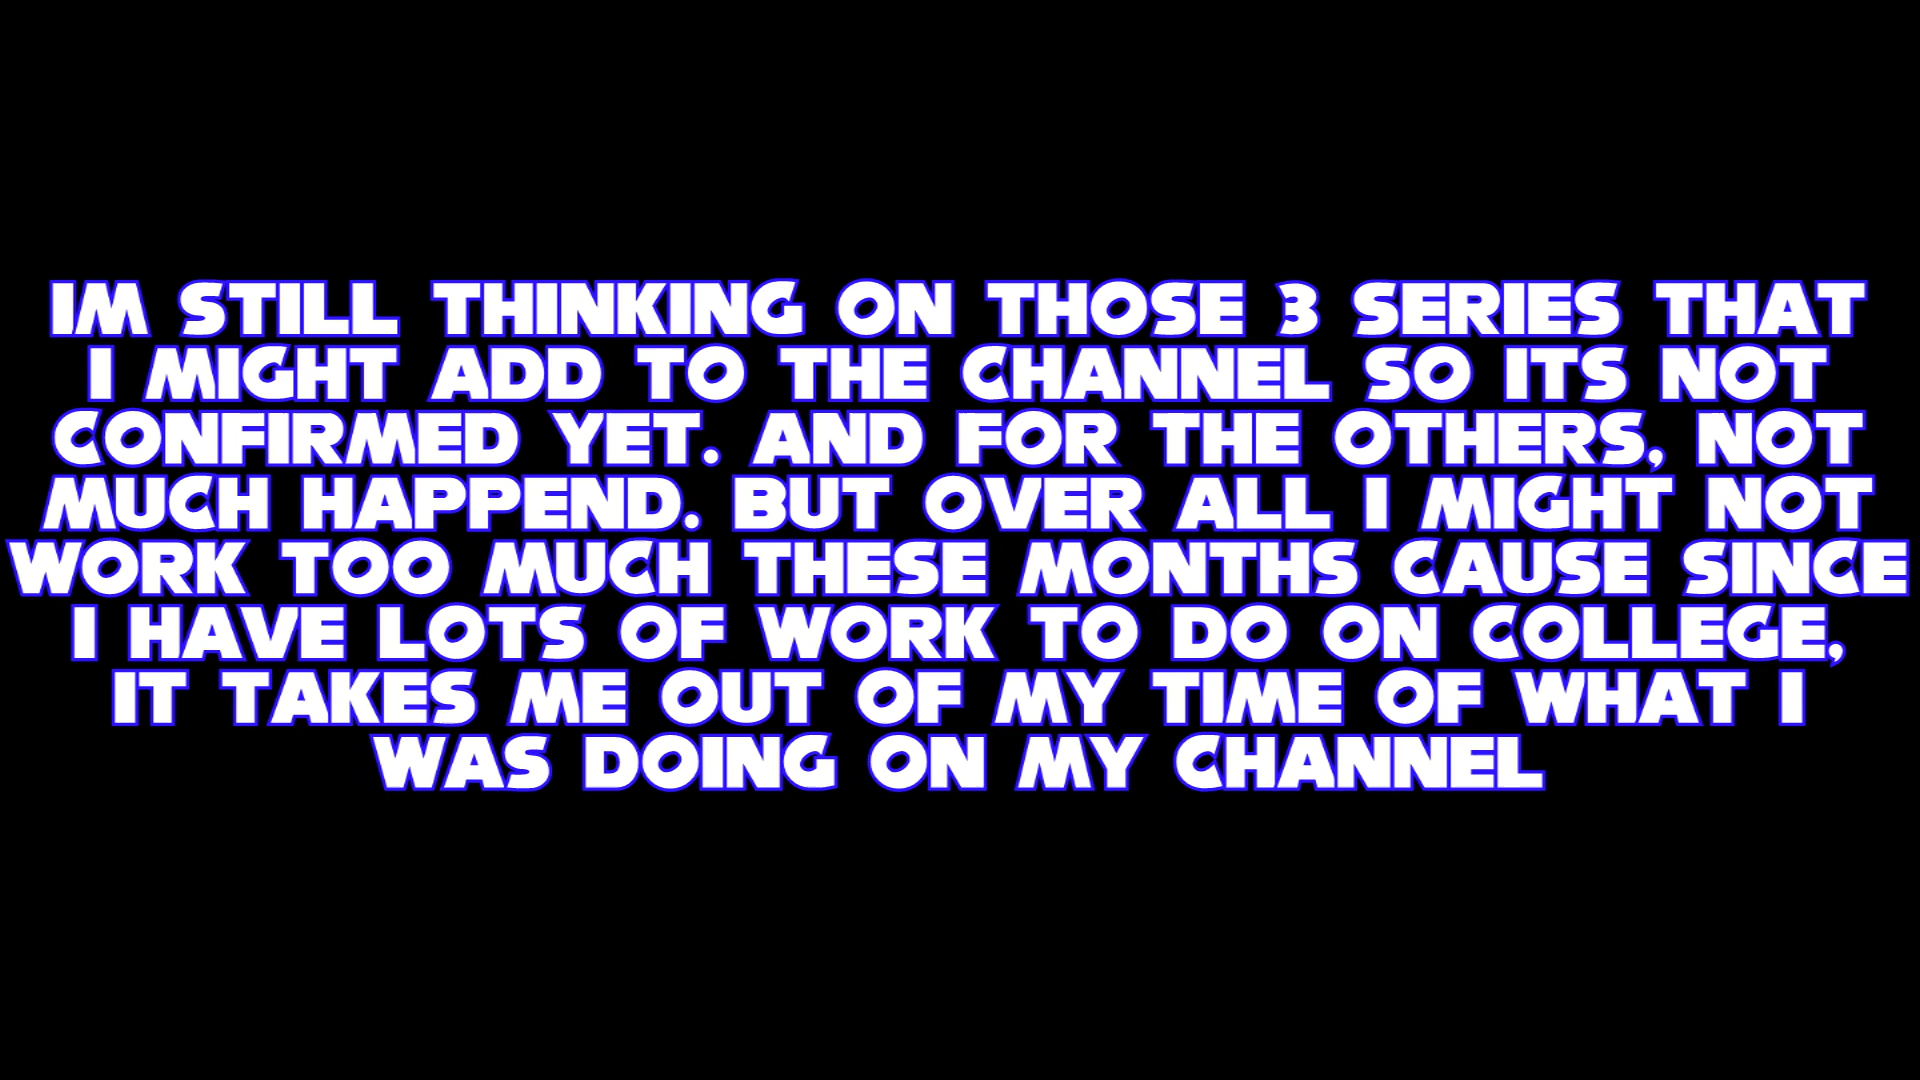 IM STILL THINKING ON THOSE 3 SERIES THAT
I MIGHT ADD TO THE CHANNEL SO ITS NOT
CONFIRMED YET. AND FOR THE OTHERS, NOT
MUCH HAPPEND. BUT OVER ALL I MIGHT NOT
WORK TOO MUCH THESE MONTHS CAUSE SINCE
I HAVE LOTS OF WORK TO DO ON COLLEGE,
IT TAKES ME OUT OF MY TIME OF WHAT I
WAS DOING ON MY CHANNEL